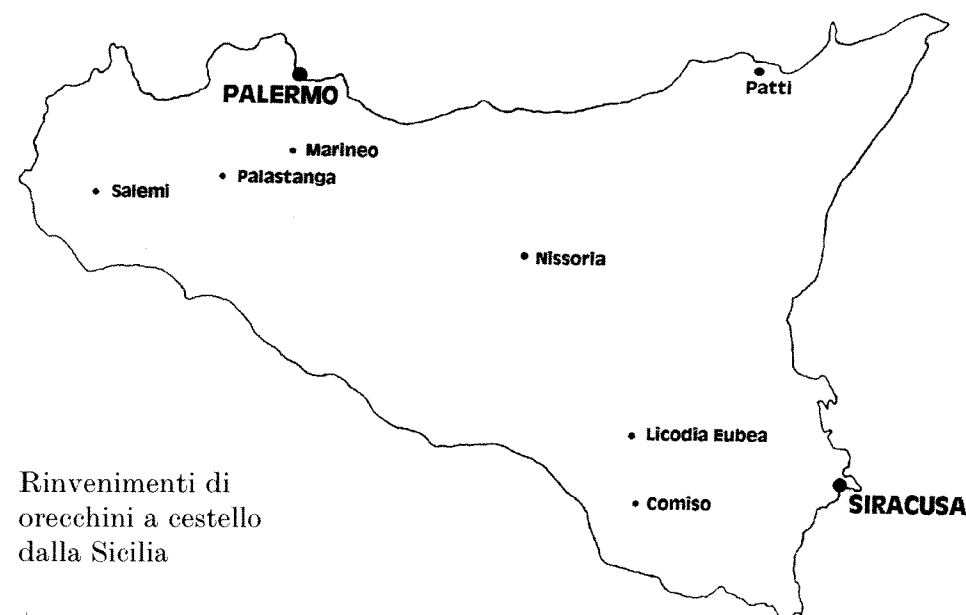 PALERMO
Patti
Marineo
Palastanga
Salemi
Nissoria
Licodia Eubea
Comiso
SIRACUSA
Rinvenimenti di
orecchini a cestello
dalla Sicilia